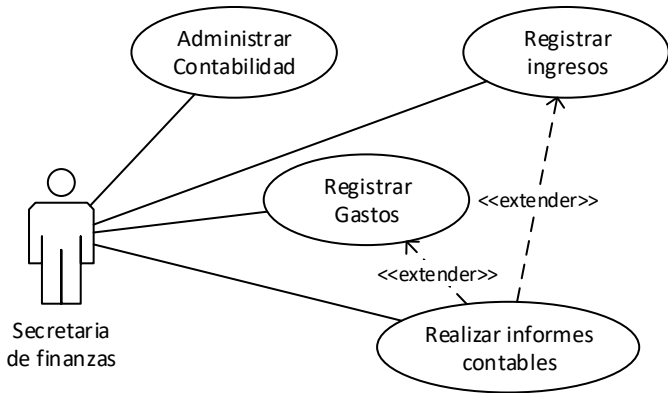 Administrar
Contabilidad
Registrar
ingresos
Registrar
Gastos
<<extender>>
<<extender>>
Realizar informes
contables
Secretaria
de finanzas